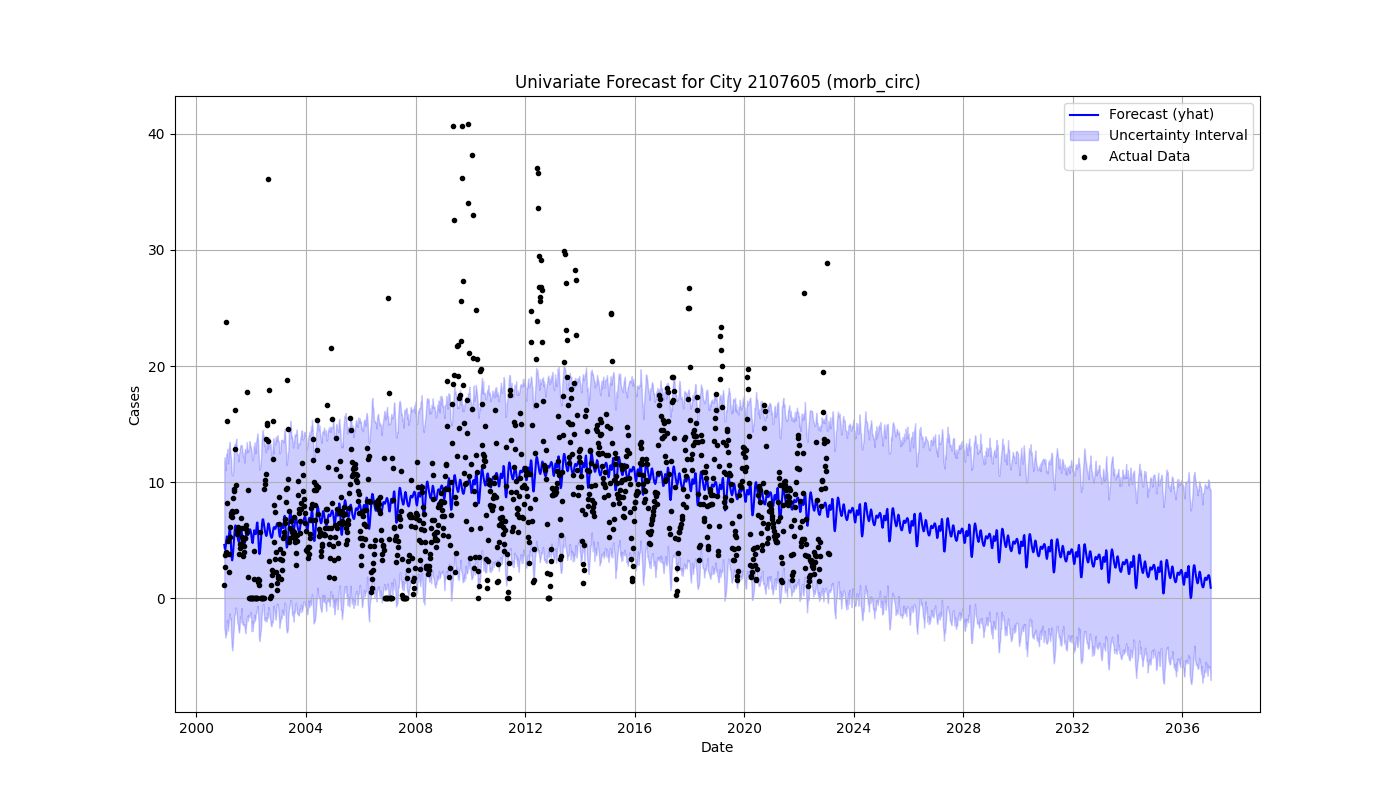 Univariate Forecast for City 2107605 (morb_circ)
Forecast (yhat)
Uncertainty Interval
Actual Data
Cases
40
30
20
10
0
2000 2004 2008 2012 2016 2020 2024 2028 2032 2036
Date